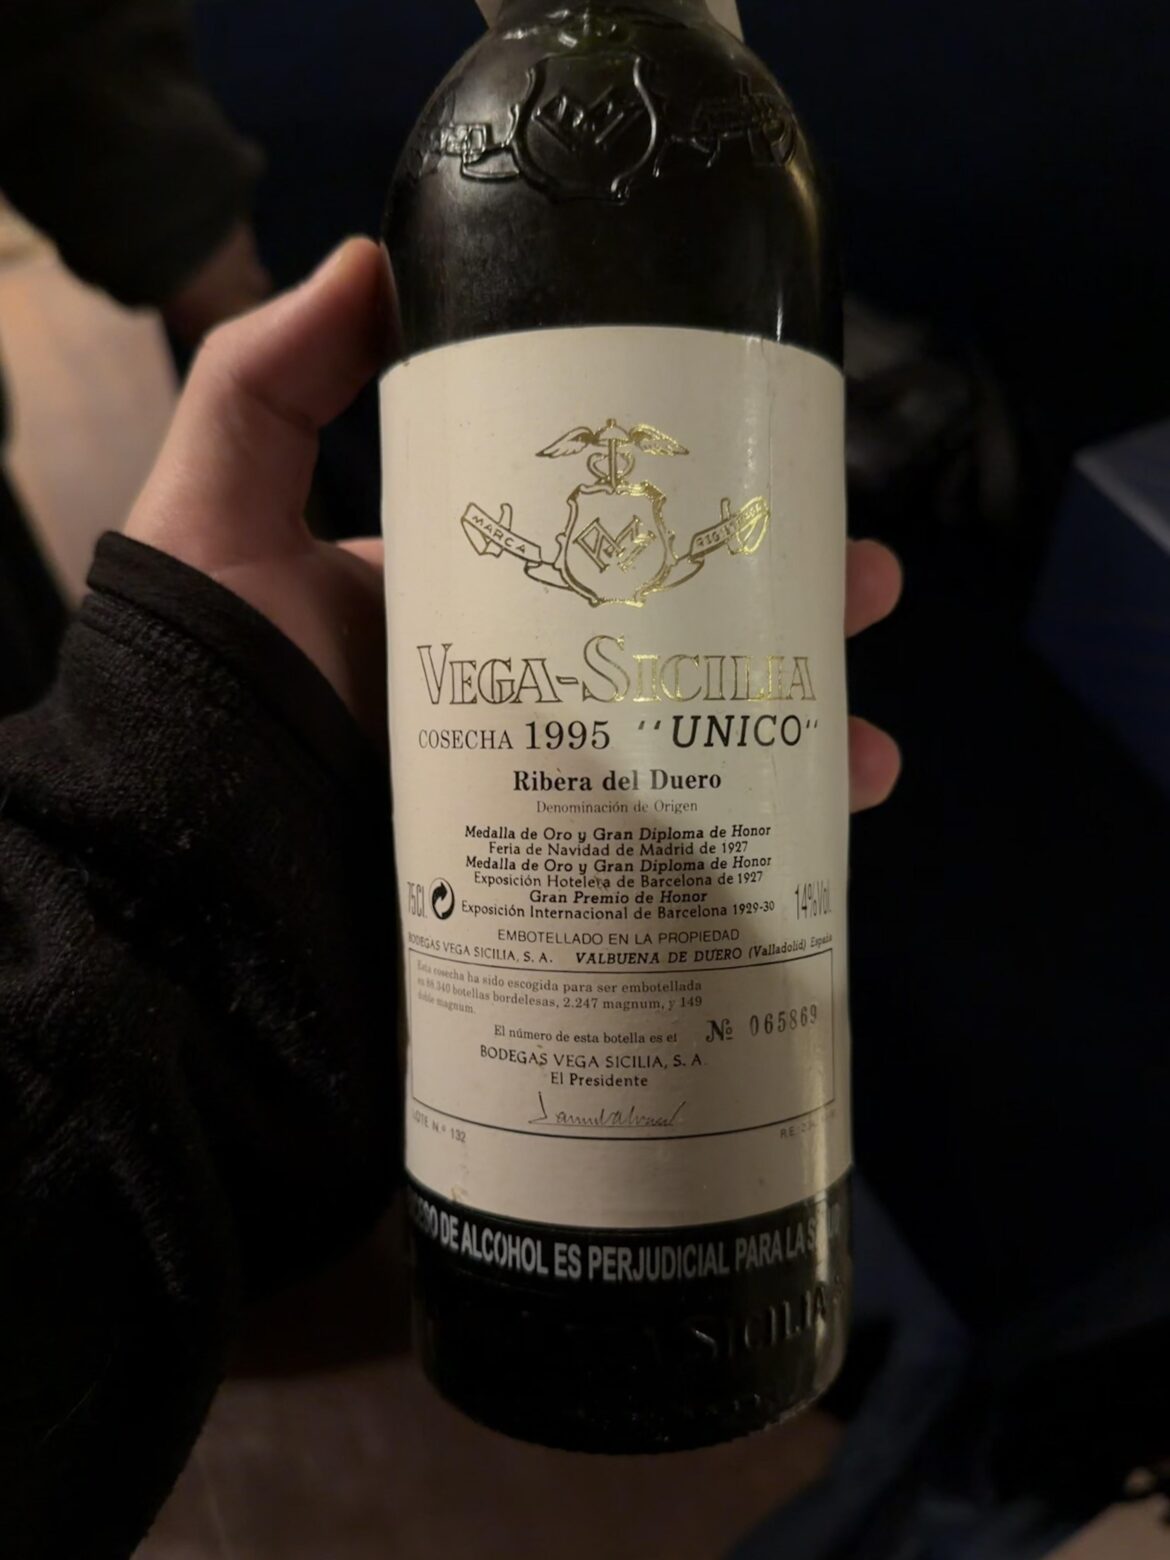 MARCA
VEGA-SICILIA
COSECHA 1995 "UNICO"
Ribera del Duero
Denominación de Origen
Medalla de Oro y Gran Diploma de Honor
Feria de Navidad de Madrid de 1927
Medalla de Oro y Gran Diploma de Honor
Exposición Hotelera de Barcelona de 1927
Gran Premio de Honor
Exposición Internacional de Barcelona 1929-30
75Cl. 14%Vol.
EMBOTELLADO EN LA PROPIEDAD
BODEGAS VEGA SICILIA, S. A. VALBUENA DE DUERO (Valladolid) España
Esta cosecha ha sido escogida para ser embotellada
en 88.340 botellas bordelesas, 2.247 magnum, y 149
doble magnum.
El número de esta botella es el Nº 065869
BODEGAS VEGA SICILIA, S. A.
El Presidente
LOTE N.º 132 R.E.
DE ALCOHOL ES PERJUDICIAL PARA LA
SICILIA